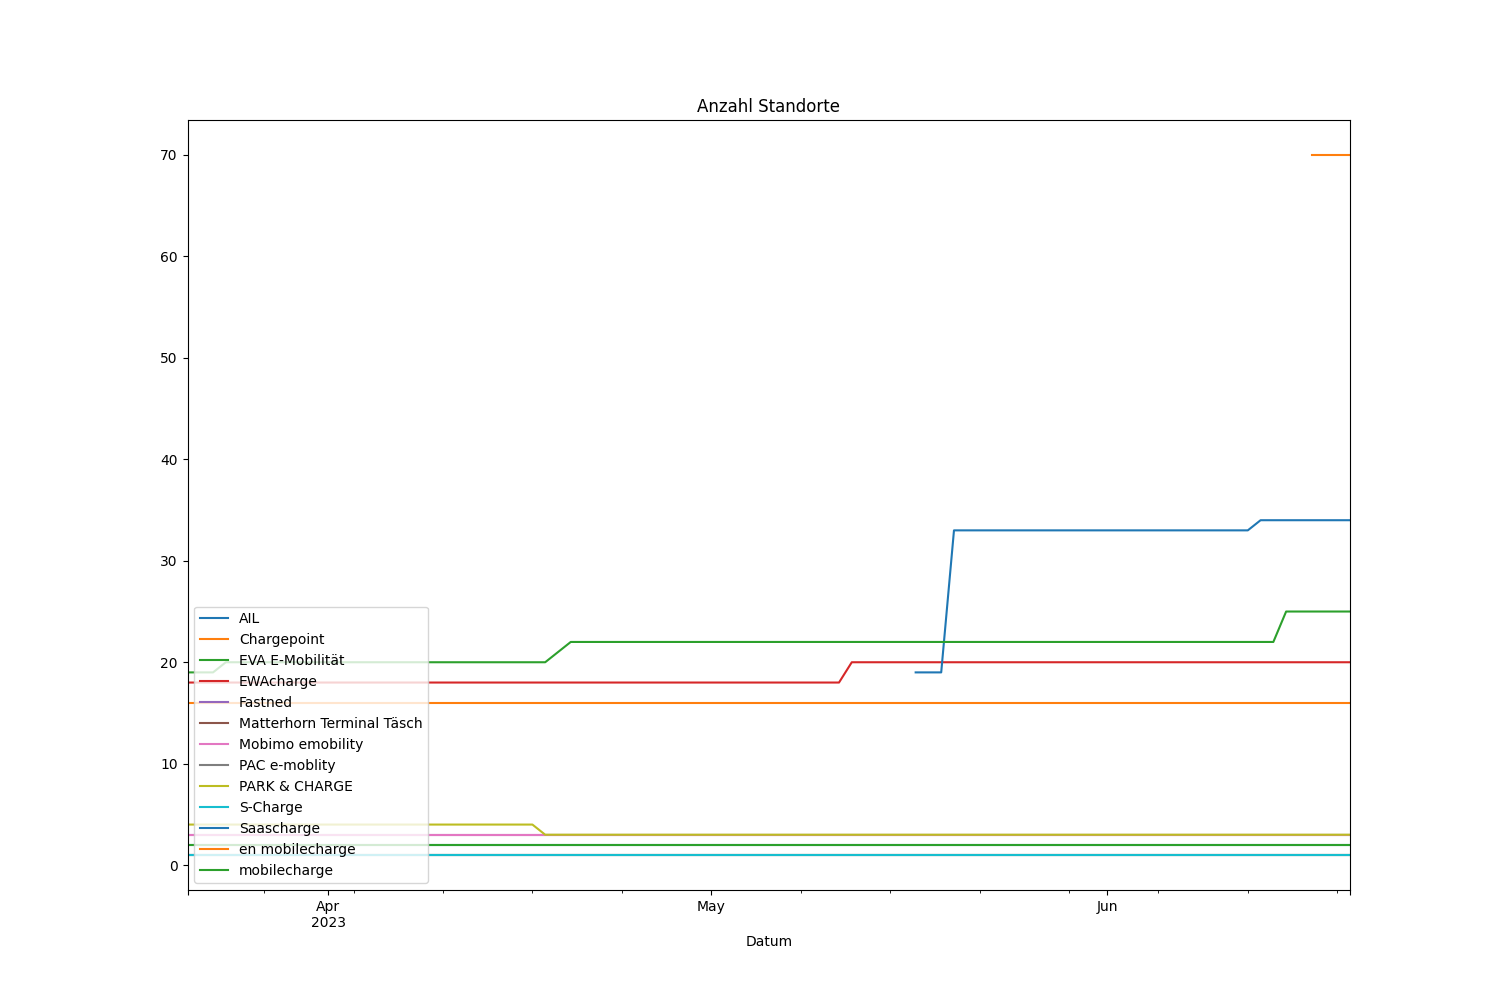 Anzahl Standorte
70
60
50
40
30
20
10
0
AIL
Chargepoint
EVA E-Mobilität
EWAcharge
Fastned
Matterhorn Terminal Täsch
Mobimo emobility
PAC e-moblity
PARK & CHARGE
S-Charge
Saascharge
en mobilecharge
mobilecharge
Apr
2023
May
Jun
Datum